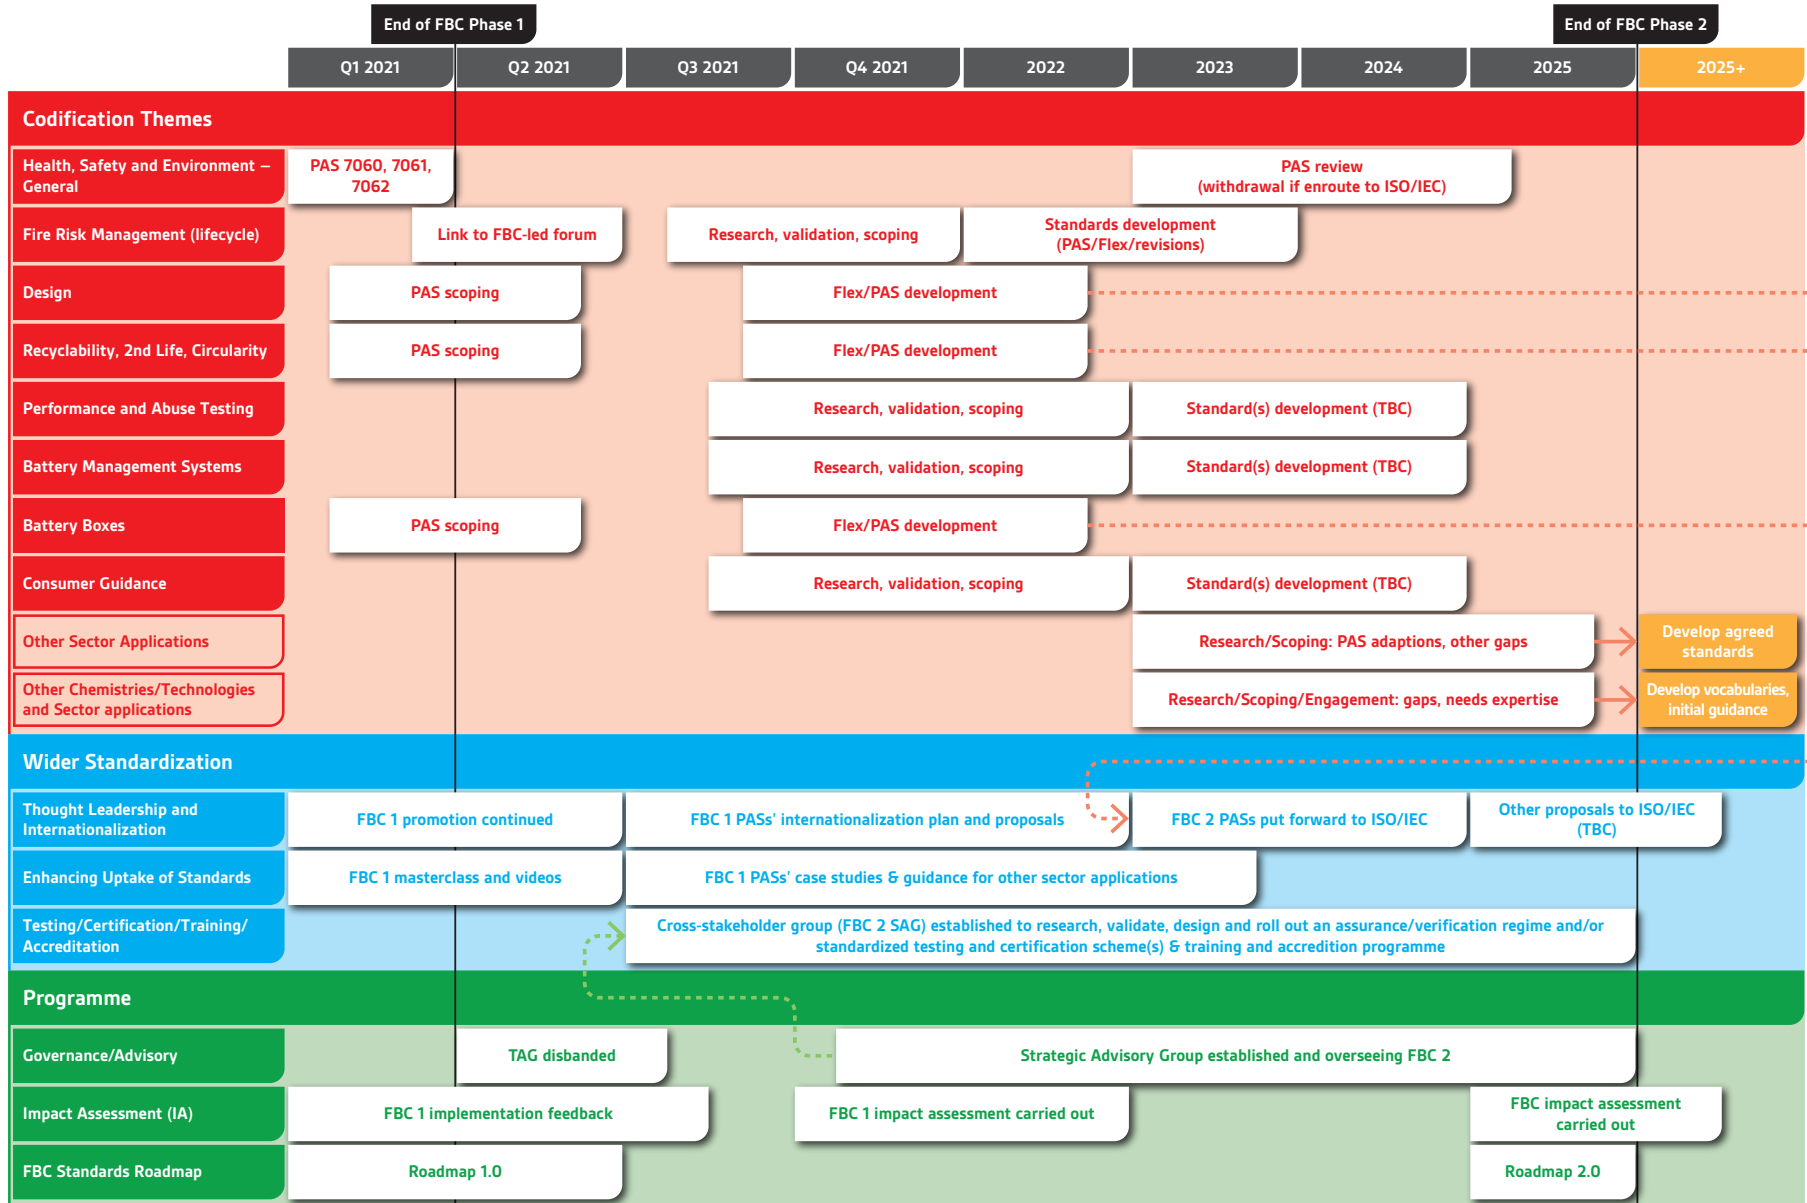 End of FBC Phase 1
End of FBC Phase 2
Q1 2021
Q2 2021
Q3 2021
Q4 2021
2022
2023
2024
2025
2025+
Codification Themes
Health, Safety and Environment –
General
PAS 7060, 7061,
7062
PAS review
(withdrawal if enroute to ISO/IEC)
Fire Risk Management (lifecycle)
Link to FBC-led forum
Research, validation, scoping
Standards development
(PAS/Flex/revisions)
Design
PAS scoping
Flex/PAS development
Recyclability, 2nd Life, Circularity
PAS scoping
Flex/PAS development
Performance and Abuse Testing
Research, validation, scoping
Standard(s) development (TBC)
Battery Management Systems
Research, validation, scoping
Standard(s) development (TBC)
Battery Boxes
PAS scoping
Flex/PAS development
Consumer Guidance
Research, validation, scoping
Standard(s) development (TBC)
Other Sector Applications
Research/Scoping: PAS adaptions, other gaps
Develop agreed
standards
Other Chemistries/Technologies
and Sector applications
Research/Scoping/Engagement: gaps, needs expertise
Develop vocabularies,
initial guidance
Wider Standardization
Thought Leadership and
Internationalization
FBC 1 promotion continued
FBC 1 PASs' internationalization plan and proposals
FBC 2 PASs put forward to ISO/IEC
Other proposals to ISO/IEC
(TBC)
Enhancing Uptake of Standards
FBC 1 masterclass and videos
FBC 1 PASs' case studies & guidance for other sector applications
Testing/Certification/Training/
Accreditation
Cross-stakeholder group (FBC 2 SAG) established to research, validate, design and roll out an assurance/verification regime and/or
standardized testing and certification scheme(s) & training and accredition programme
Programme
Governance/Advisory
TAG disbanded
Strategic Advisory Group established and overseeing FBC 2
Impact Assessment (IA)
FBC 1 implementation feedback
FBC 1 impact assessment carried out
FBC impact assessment
carried out
FBC Standards Roadmap
Roadmap 1.0
Roadmap 2.0